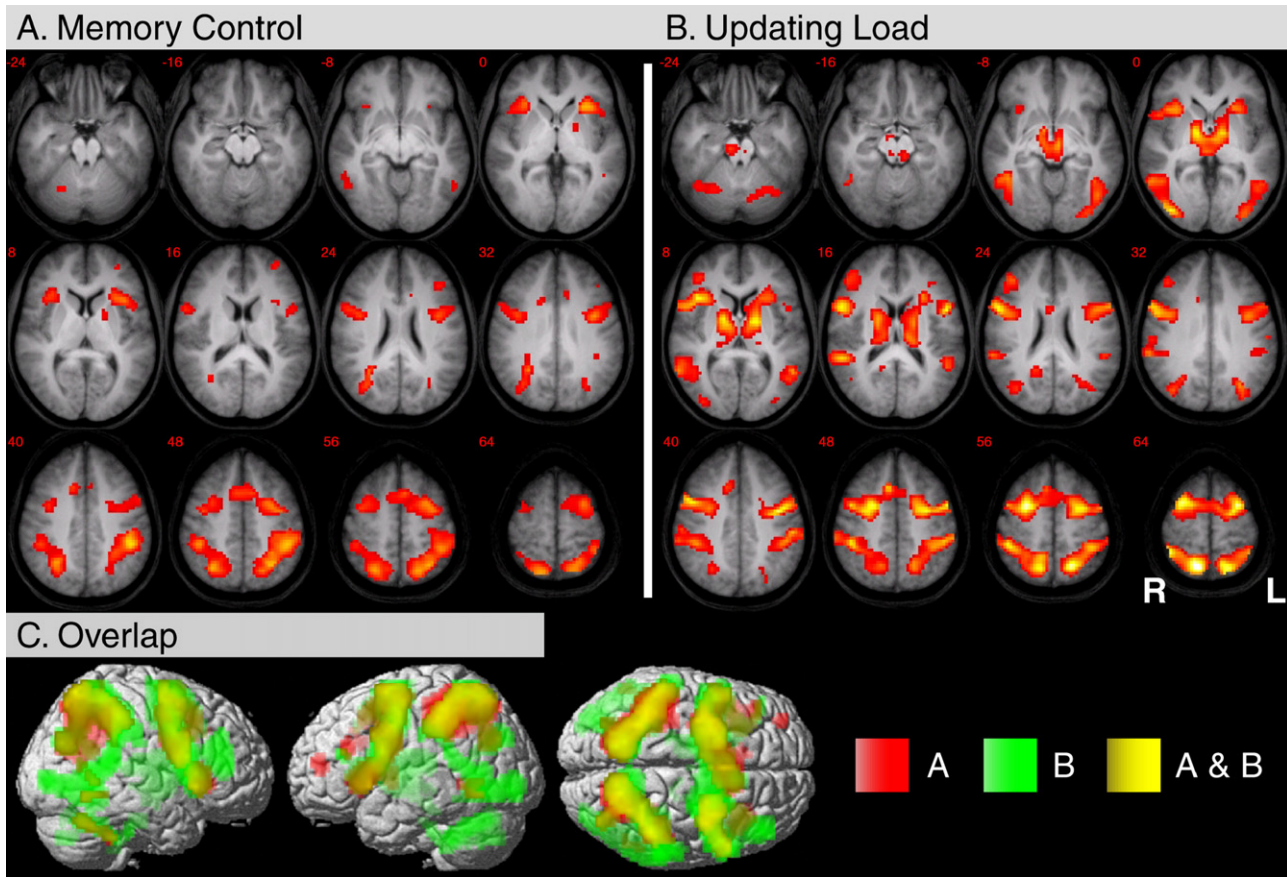 A. Memory Control
B. Updating Load
-24 -16 -8 0
-24 -16 -8 0
8 16 24 32
8 16 24 32
40 48 56 64
40 48 56 64
R L
C. Overlap
A B A & B